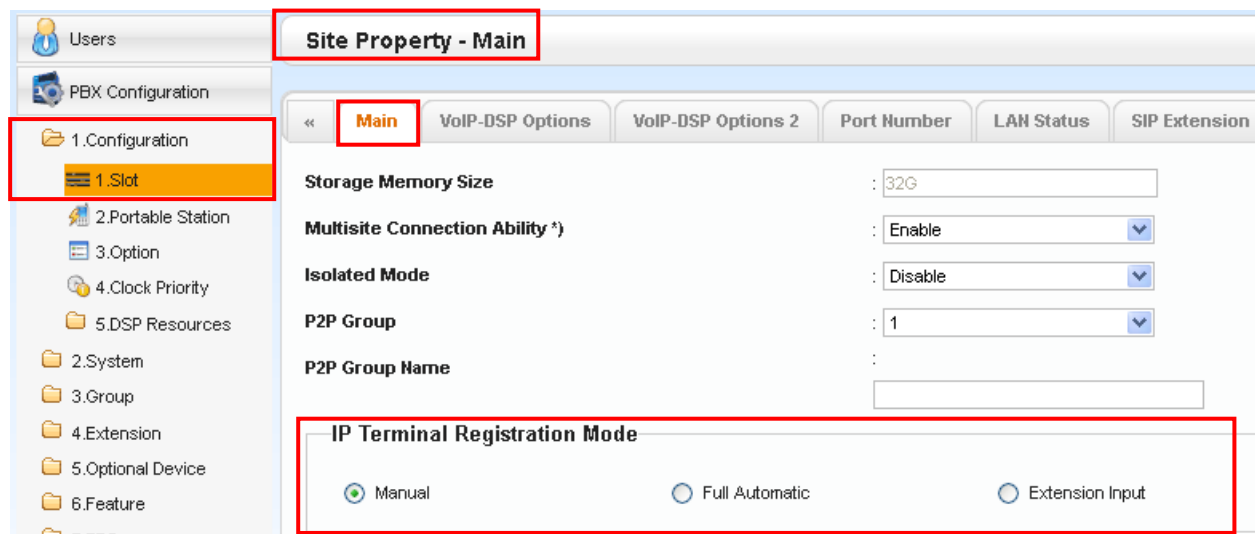 Users
Site Property - Main
PBX Configuration
« Main VoIP-DSP Options VoIP-DSP Options 2 Port Number LAN Status SIP Extension
1.Configuration
1.Slot
Storage Memory Size : 32G
2.Portable Station
Multisite Connection Ability *) : Enable
3.Option
Isolated Mode : Disable
4.Clock Priority
P2P Group : 1
5.DSP Resources
P2P Group Name :
2.System
3.Group
4.Extension
IP Terminal Registration Mode
5.Optional Device
Manual Full Automatic Extension Input
6.Feature